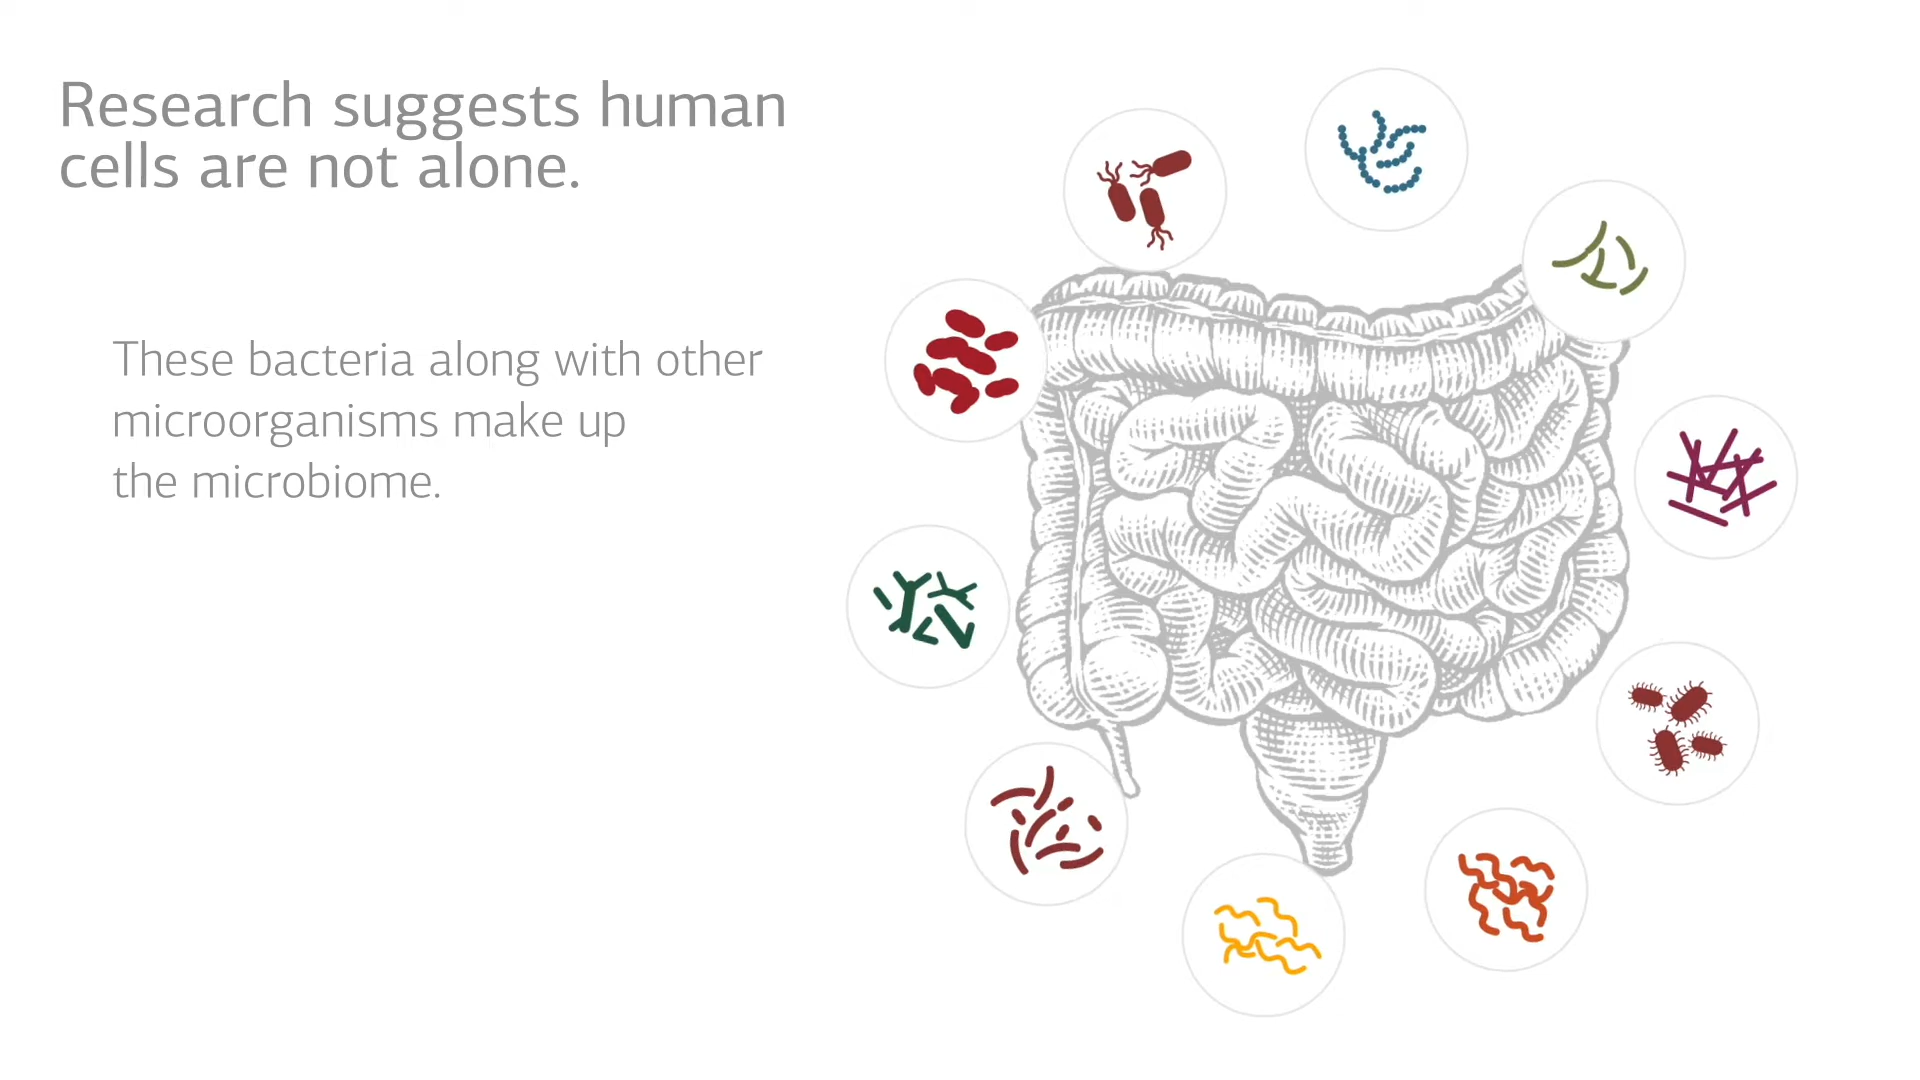 Research suggests human
cells are not alone.
These bacteria along with other
microorganisms make up
the microbiome.